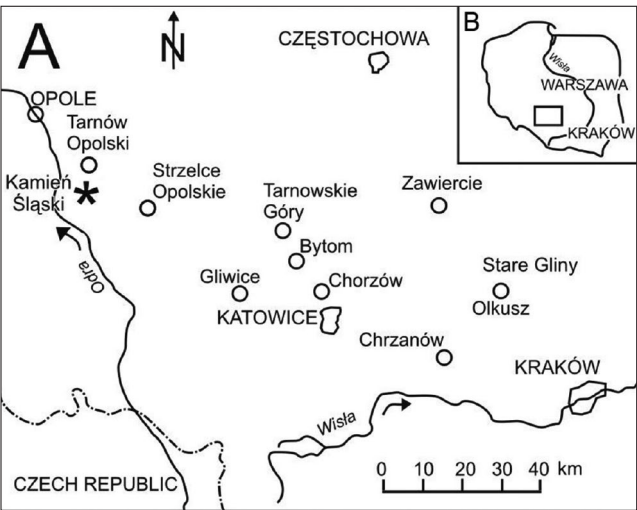 A
N
CZĘSTOCHOWA
B
Wisła
WARSZAWA
KRAKÓW
OPOLE
Tarnów
Opolski
Kamień
Śląski
*
Strzelce
Opolskie
Tarnowskie
Góry
Zawiercie
Bytom
Odra
Gliwice
Chorzów
Stare Gliny
Olkusz
KATOWICE
Chrzanów
KRAKÓW
Wisła
CZECH REPUBLIC
0 10 20 30 40 km